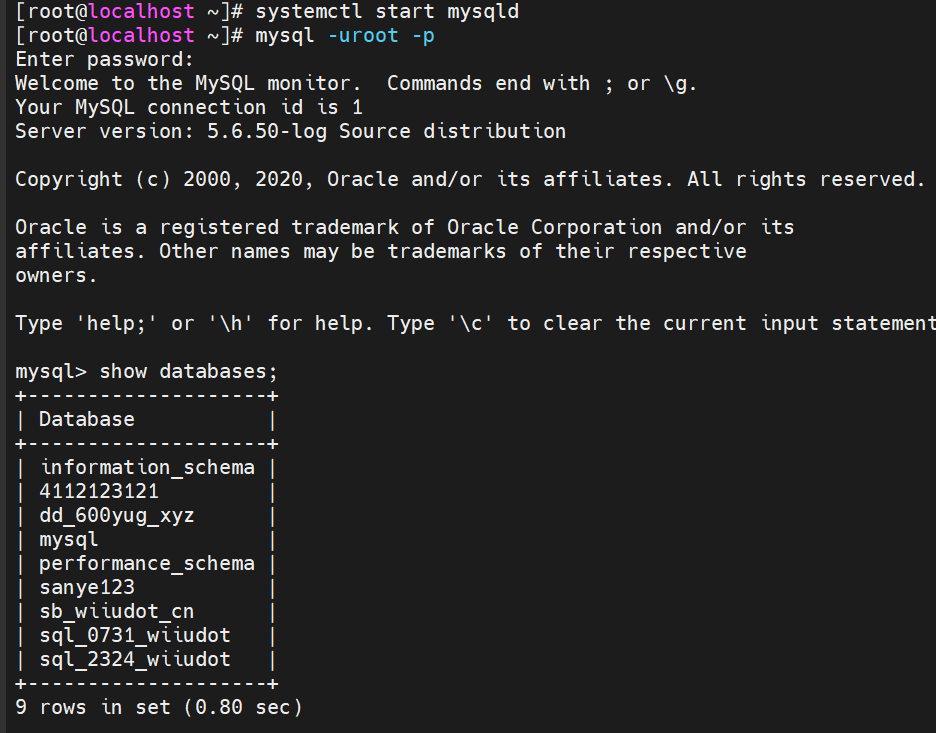 [root@localhost ~]# systemctl start mysqld
[root@localhost ~]# mysql -uroot -p
Enter password:
Welcome to the MySQL monitor.  Commands end with ; or \g.
Your MySQL connection id is 1
Server version: 5.6.50-log Source distribution

Copyright (c) 2000, 2020, Oracle and/or its affiliates. All rights reserved.

Oracle is a registered trademark of Oracle Corporation and/or its
affiliates. Other names may be trademarks of their respective
owners.

Type 'help;' or '\h' for help. Type '\c' to clear the current input statement

mysql> show databases;
+--------------------+
| Database           |
+--------------------+
| information_schema |
| 4112123121         |
| dd_600yug_xyz      |
| mysql              |
| performance_schema |
| sanye123           |
| sb_wiiudot_cn      |
| sql_0731_wiiudot   |
| sql_2324_wiiudot   |
+--------------------+
9 rows in set (0.80 sec)